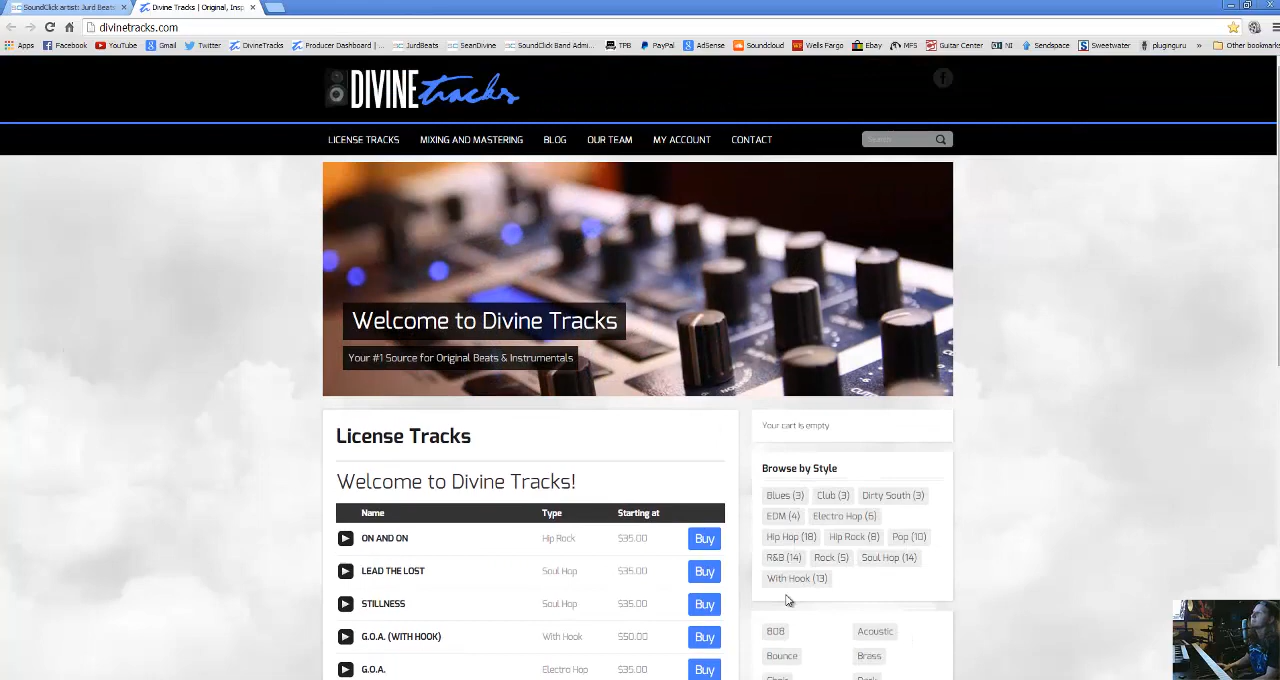 SoundClick artist: Jurd Beats
Divine Tracks | Original, Insp
divinetracks.com
Apps Facebook YouTube Gmail Twitter DivineTracks Producer Dashboard | ... JurdBeats SeanDivine SoundClick Band Admi... TPB PayPal AdSense Soundcloud Wells Fargo Ebay MPS Guitar Center NI Sendspace Sweetwater pluginguru » Other bookmarks
DIVINE tracks
LICENSE TRACKS MIXING AND MASTERING BLOG OUR TEAM MY ACCOUNT CONTACT Search
Welcome to Divine Tracks
Your #1 Source for Original Beats & Instrumentals
License Tracks
Welcome to Divine Tracks!
Name Type Starting at
ON AND ON Hip Rock $35.00 Buy
LEAD THE LOST Soul Hop $35.00 Buy
STILLNESS Soul Hop $35.00 Buy
G.O.A. (WITH HOOK) With Hook $50.00 Buy
G.O.A. Electro Hop $35.00 Buy
Your cart is empty
Browse by Style
Blues (3) Club (3) Dirty South (3)
EDM (4) Electro Hop (6)
Hip Hop (18) Hip Rock (8) Pop (10)
R&B (14) Rock (5) Soul Hop (14)
With Hook (13)
808 Acoustic
Bounce Brass